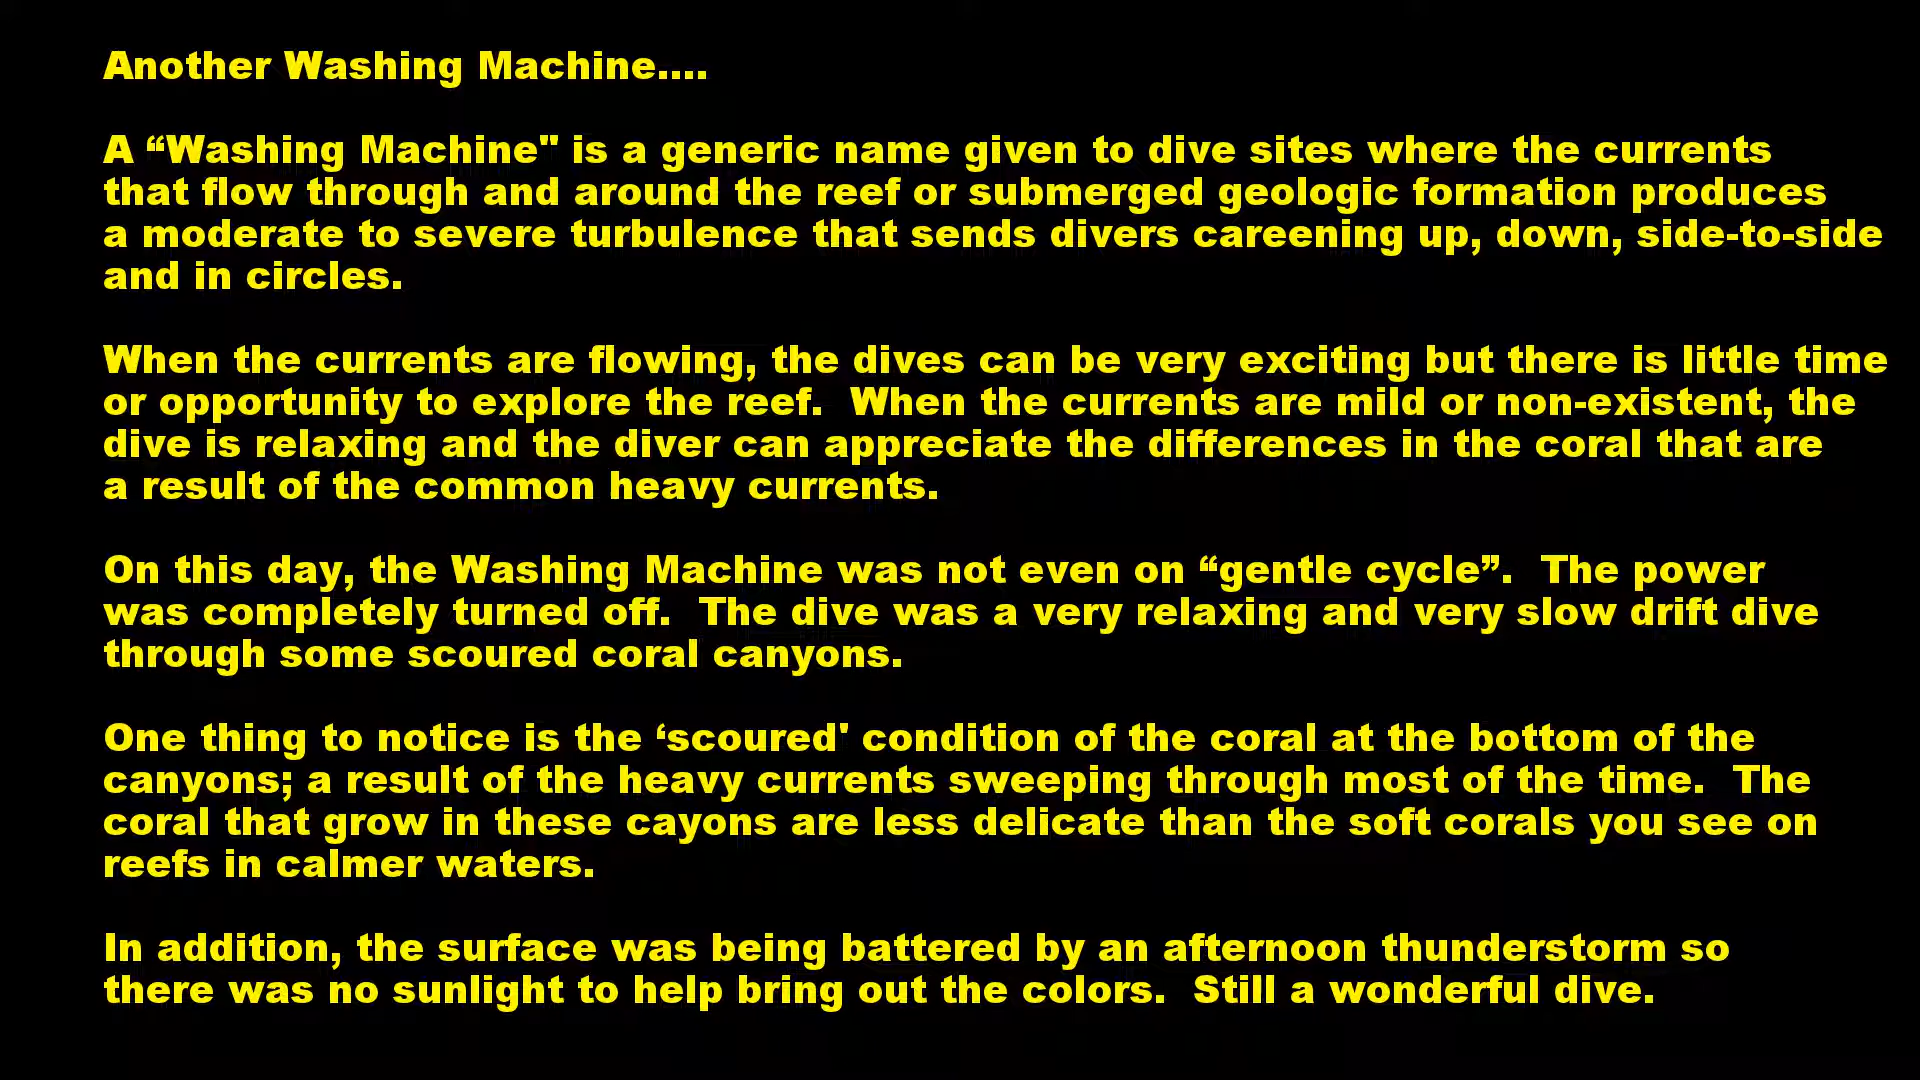 Another Washing Machine....
A “Washing Machine" is a generic name given to dive sites where the currents
that flow through and around the reef or submerged geologic formation produces
a moderate to severe turbulence that sends divers careening up, down, side-to-side
and in circles.
When the currents are flowing, the dives can be very exciting but there is little time
or opportunity to explore the reef.  When the currents are mild or non-existent, the
dive is relaxing and the diver can appreciate the differences in the coral that are
a result of the common heavy currents.
On this day, the Washing Machine was not even on “gentle cycle”.  The power
was completely turned off.  The dive was a very relaxing and very slow drift dive
through some scoured coral canyons.
One thing to notice is the ‘scoured' condition of the coral at the bottom of the
canyons; a result of the heavy currents sweeping through most of the time.  The
coral that grow in these cayons are less delicate than the soft corals you see on
reefs in calmer waters.
In addition, the surface was being battered by an afternoon thunderstorm so
there was no sunlight to help bring out the colors.  Still a wonderful dive.